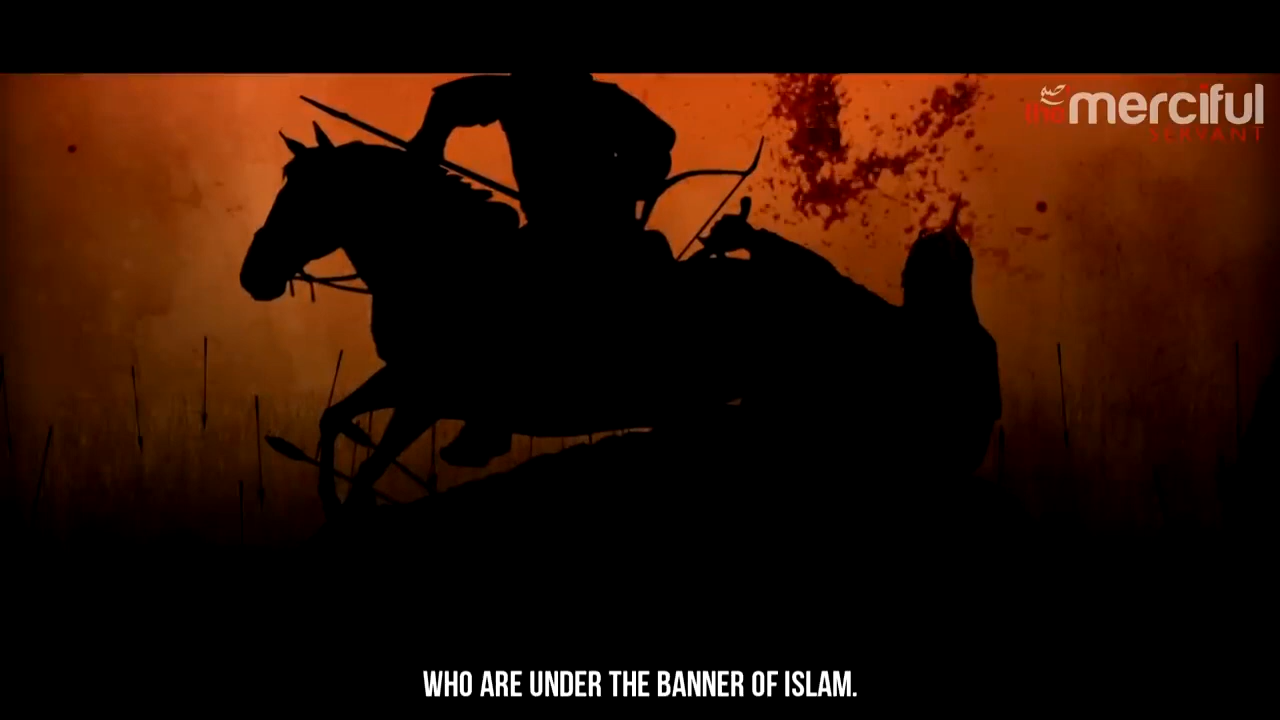 the merciful
SERVANT
WHO ARE UNDER THE BANNER OF ISLAM.